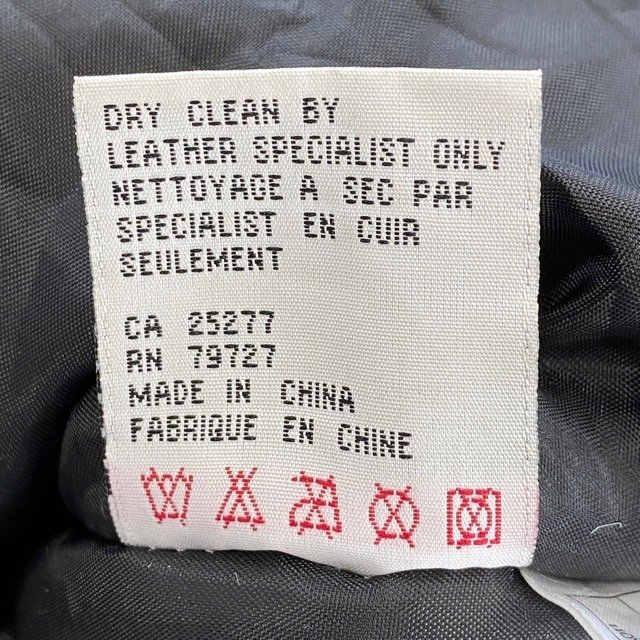 DRY CLEAN BY
LEATHER SPECIALIST ONLY
NETTOYAGE A SEC PAR
SPECIALIST EN CUIR
SEULEMENT
CA 25277
RN 79727
MADE IN CHINA
FABRIQUE EN CHINE